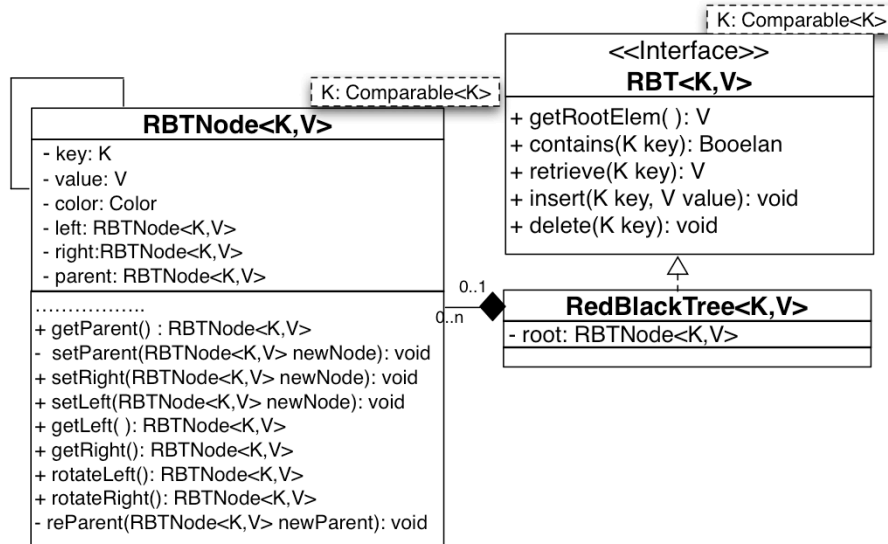 K: Comparable<K>
RBTNode<K,V>
- key: K
- value: V
- color: Color
- left: RBTNode<K,V>
- right:RBTNode<K,V>
- parent: RBTNode<K,V>
.................
+ getParent() : RBTNode<K,V>
- setParent(RBTNode<K,V> newNode): void
+ setRight(RBTNode<K,V> newNode): void
+ setLeft(RBTNode<K,V> newNode): void
+ getLeft( ): RBTNode<K,V>
+ getRight(): RBTNode<K,V>
+ rotateLeft(): RBTNode<K,V>
+ rotateRight(): RBTNode<K,V>
- reParent(RBTNode<K,V> newParent): void
0..1
0..n
K: Comparable<K>
<<Interface>>
RBT<K,V>
+ getRootElem( ): V
+ contains(K key): Booelan
+ retrieve(K key): V
+ insert(K key, V value): void
+ delete(K key): void
RedBlackTree<K,V>
- root: RBTNode<K,V>